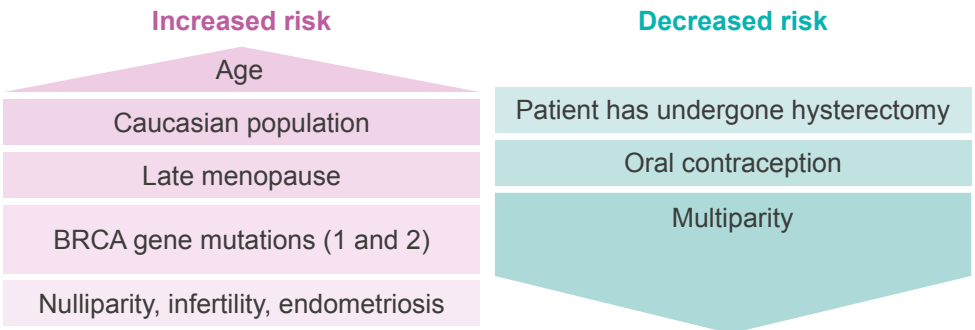 Increased risk
Age
Caucasian population
Late menopause
BRCA gene mutations (1 and 2)
Nulliparity, infertility, endometriosis
Decreased risk
Patient has undergone hysterectomy
Oral contraception
Multiparity